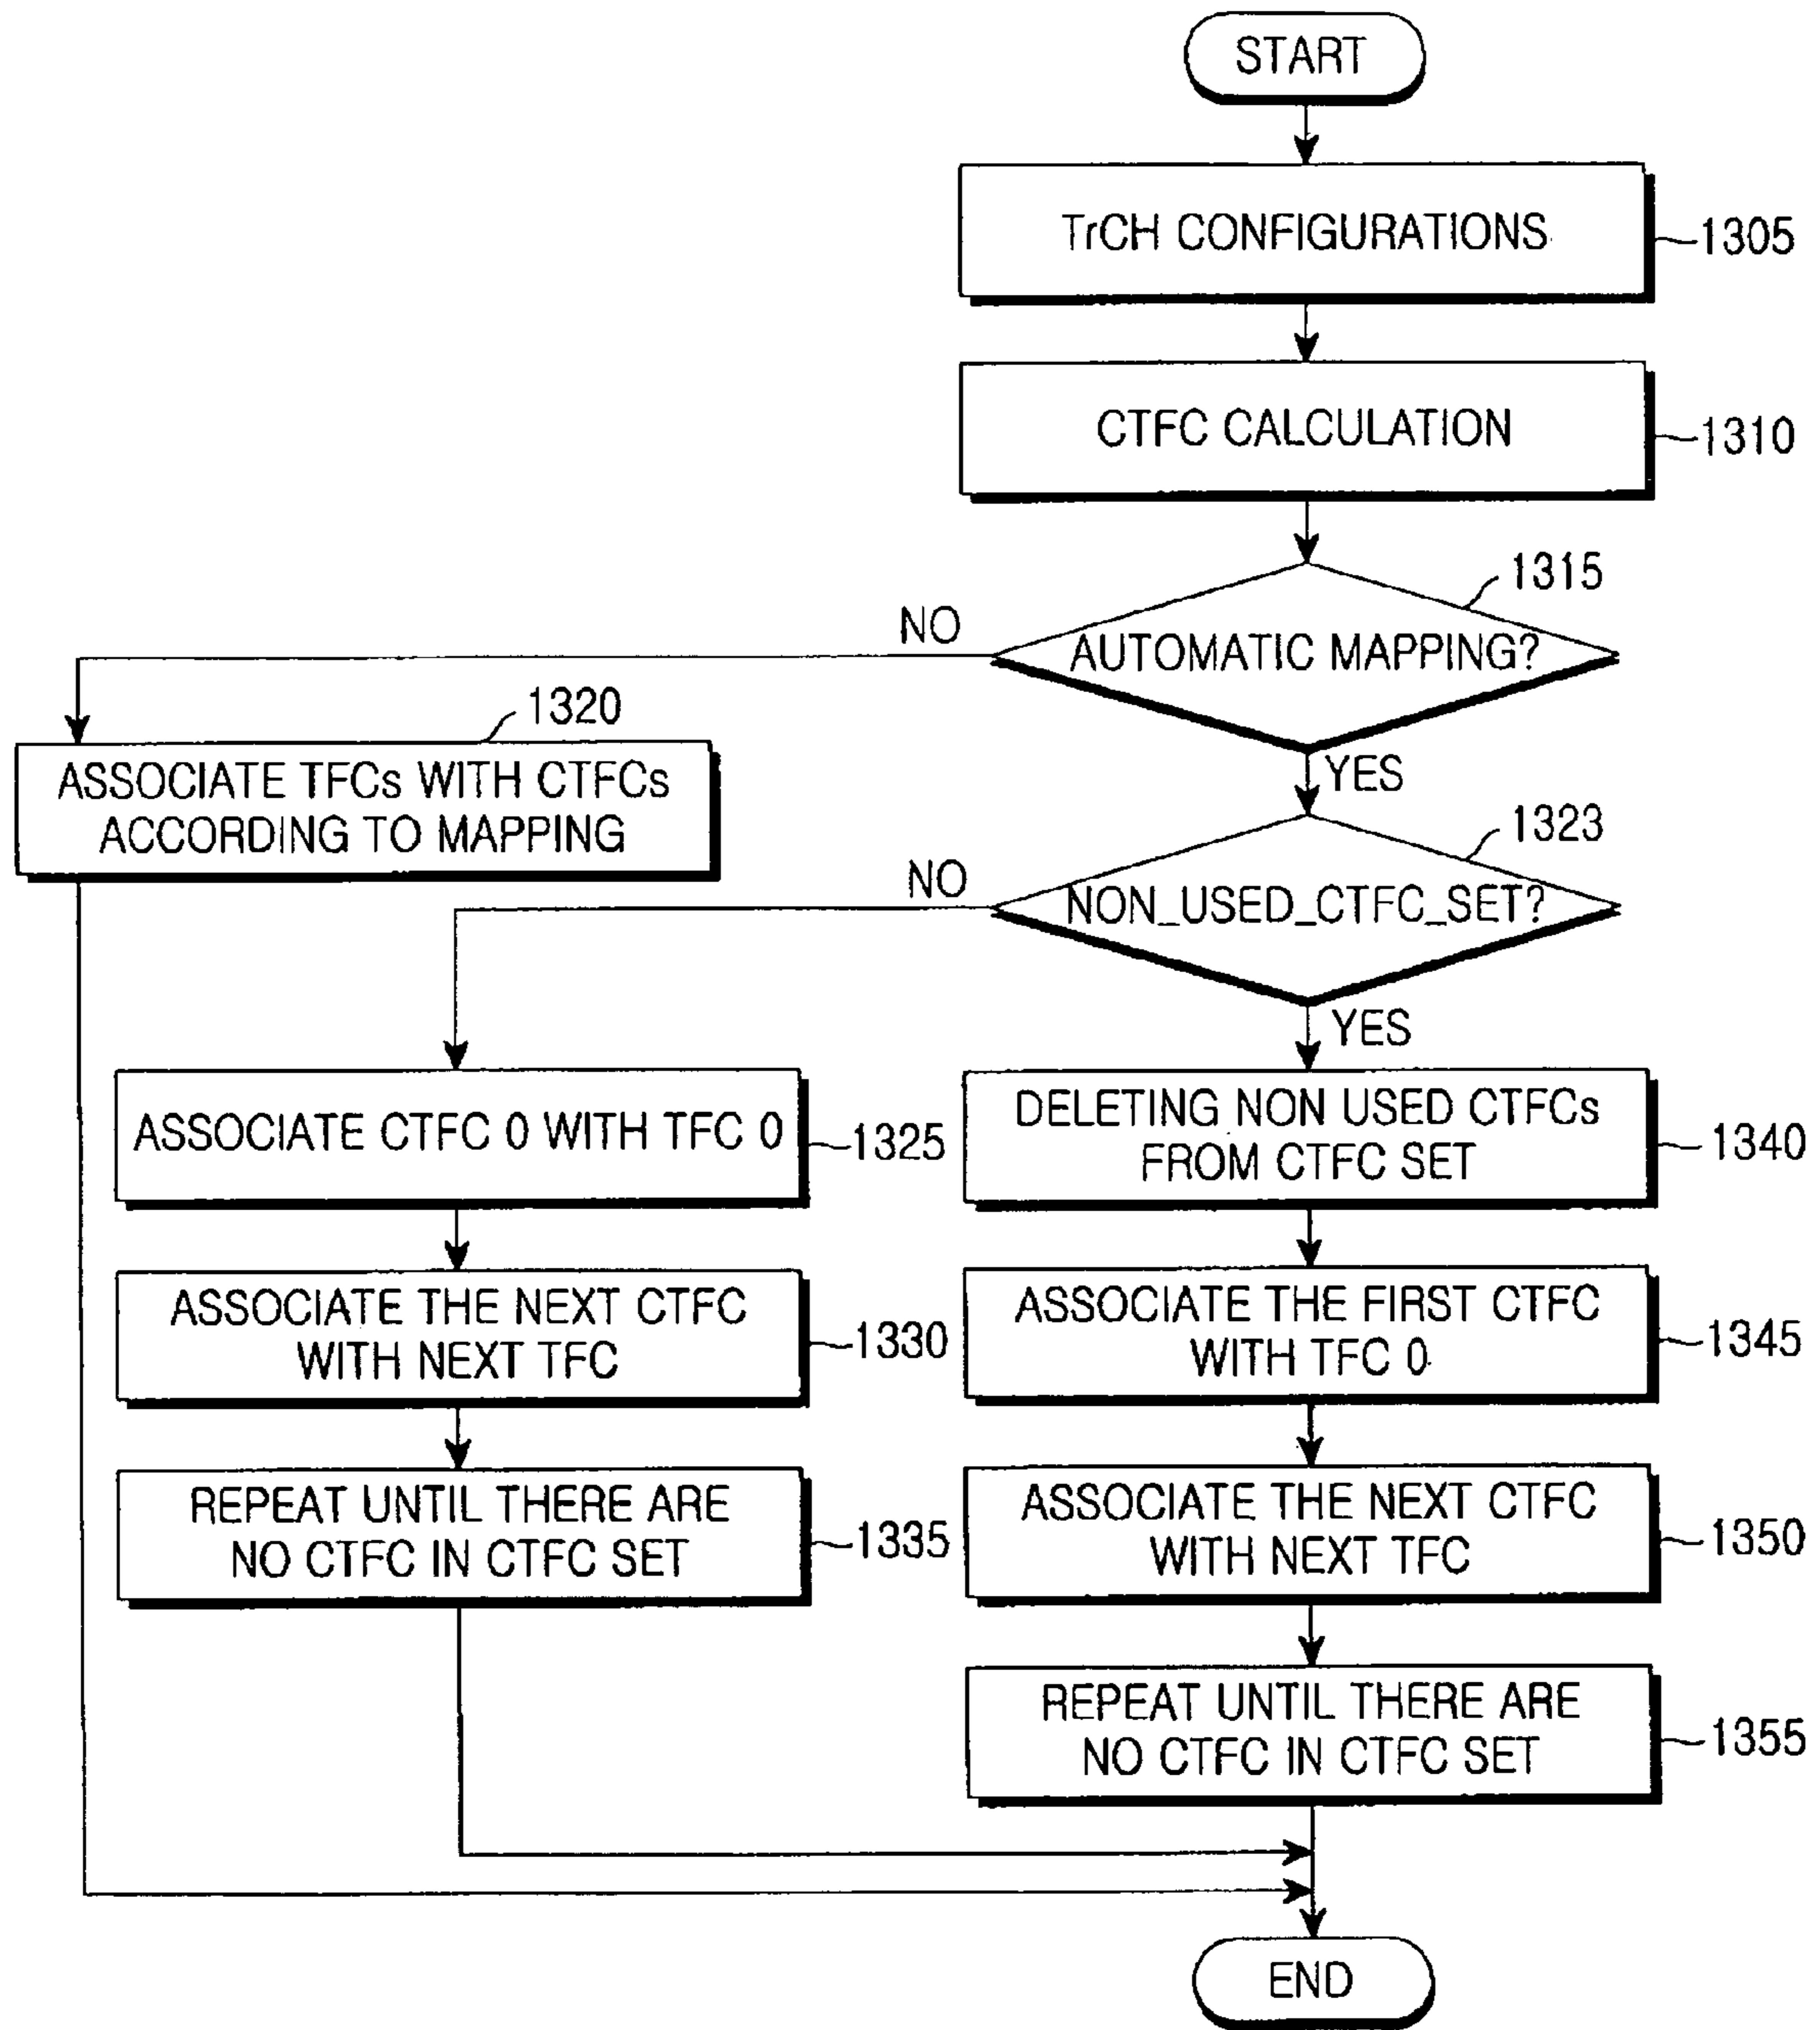 START
TrCH CONFIGURATIONS
1305
CTFC CALCULATION
1310
1315
AUTOMATIC MAPPING?
NO
YES
1320
ASSOCIATE TFCs WITH CTFCs
ACCORDING TO MAPPING
1323
NON_USED_CTFC_SET?
NO
YES
ASSOCIATE CTFC 0 WITH TFC 0
1325
DELETING NON USED CTFCs
FROM CTFC SET
1340
ASSOCIATE THE NEXT CTFC
WITH NEXT TFC
1330
ASSOCIATE THE FIRST CTFC
WITH TFC 0
1345
REPEAT UNTIL THERE ARE
NO CTFC IN CTFC SET
1335
ASSOCIATE THE NEXT CTFC
WITH NEXT TFC
1350
REPEAT UNTIL THERE ARE
NO CTFC IN CTFC SET
1355
END